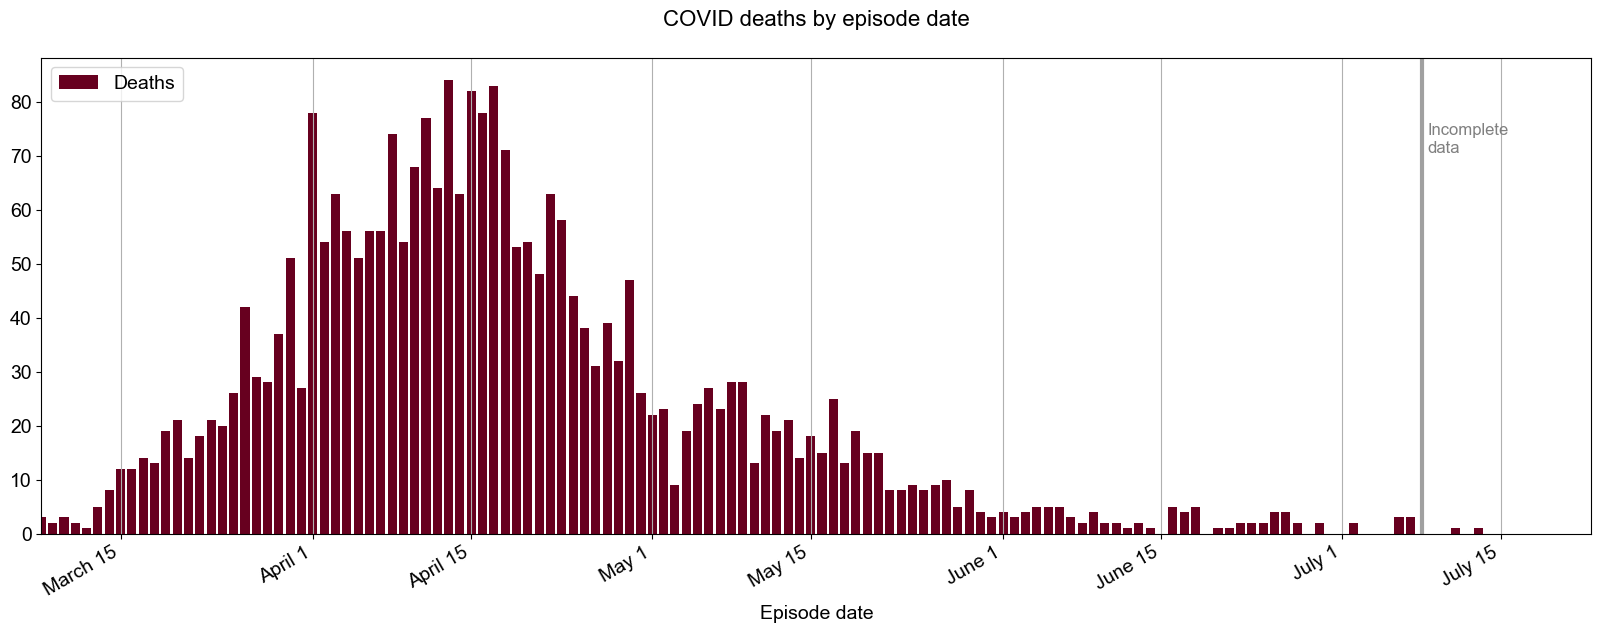 COVID deaths by episode date
Deaths
80
70
60
50
40
30
20
10
0
Incomplete
data
March 15
April 1
April 15
May 1
May 15
June 1
June 15
July 1
July 15
Episode date